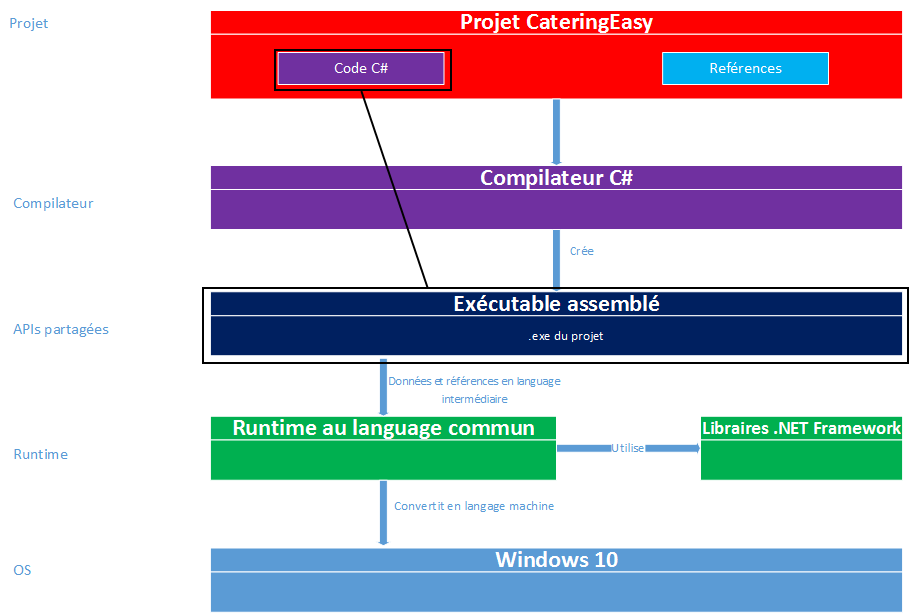 Projet
Projet CateringEasy
Code C#
Reférences
Compilateur C#
Compilateur
Crée
Exécutable assemblé
APIs partagées
.exe du projet
Données et références en language
intermédiaire
Runtime au language commun
Libraires .NET Framework
Runtime
Utilise
Convertit en langage machine
Windows 10
OS